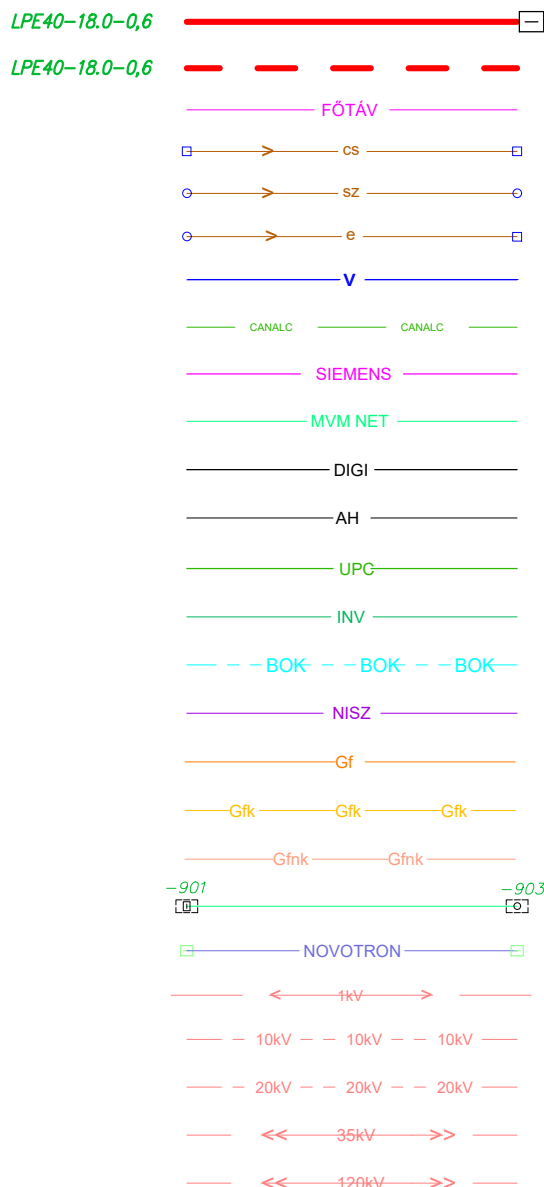 LPE40-18.0-0,6
LPE40-18.0-0,6
FŐTÁV
cs
sz
e
V
CANALC CANALC
SIEMENS
MVM NET
DIGI
AH
UPC
INV
BOK BOK BOK
NISZ
Gf
Gfk Gfk Gfk
Gfnk Gfnk
-901 -903
NOVOTRON
1kV
10kV 10kV 10kV
20kV 20kV 20kV
35kV
120kV